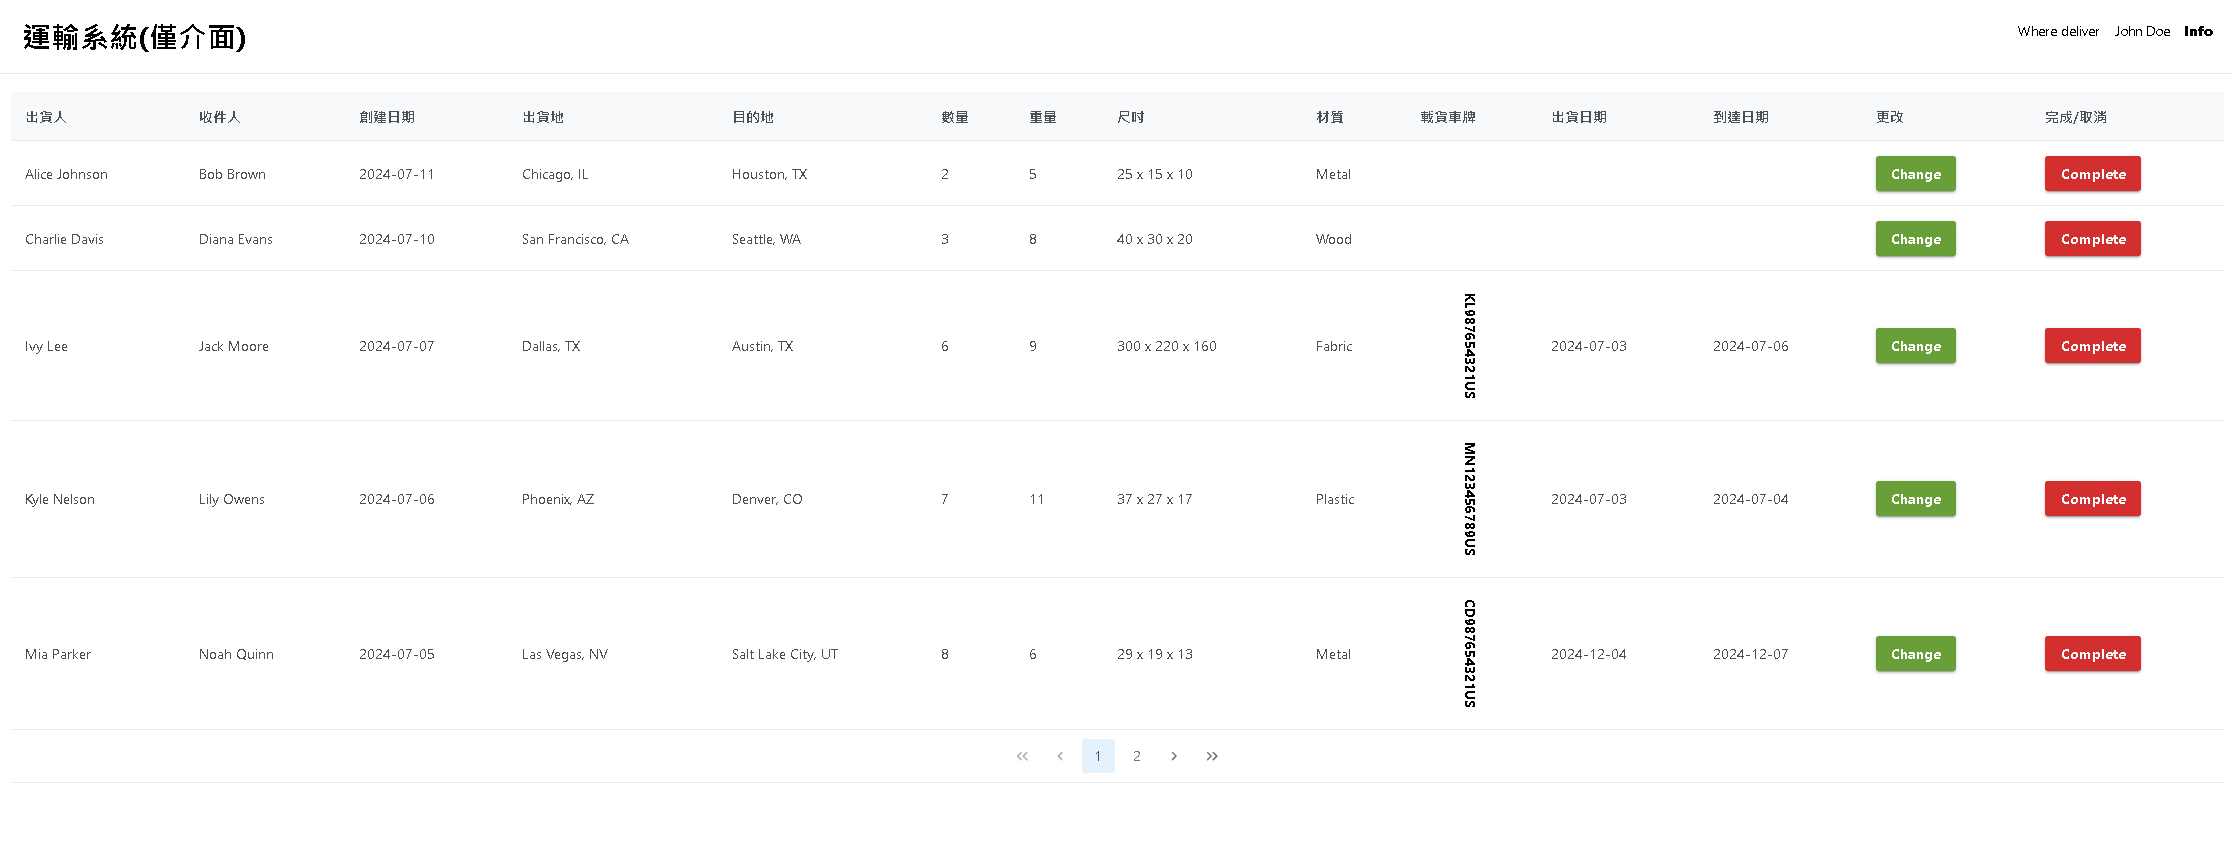 運輸系統(僅介面)
Where deliver John Doe Info
出貨人 收件人 創建日期 出貨地 目的地 數量 重量 尺吋 材質 載貨車牌 出貨日期 到達日期 更改 完成/取消
Alice Johnson Bob Brown 2024-07-11 Chicago, IL Houston, TX 2 5 25 x 15 x 10 Metal Change Complete
Charlie Davis Diana Evans 2024-07-10 San Francisco, CA Seattle, WA 3 8 40 x 30 x 20 Wood Change Complete
Ivy Lee Jack Moore 2024-07-07 Dallas, TX Austin, TX 6 9 300 x 220 x 160 Fabric KL987654321US 2024-07-03 2024-07-06 Change Complete
Kyle Nelson Lily Owens 2024-07-06 Phoenix, AZ Denver, CO 7 11 37 x 27 x 17 Plastic MN123456789US 2024-07-03 2024-07-04 Change Complete
Mia Parker Noah Quinn 2024-07-05 Las Vegas, NV Salt Lake City, UT 8 6 29 x 19 x 13 Metal CD987654321US 2024-12-04 2024-12-07 Change Complete
1 2